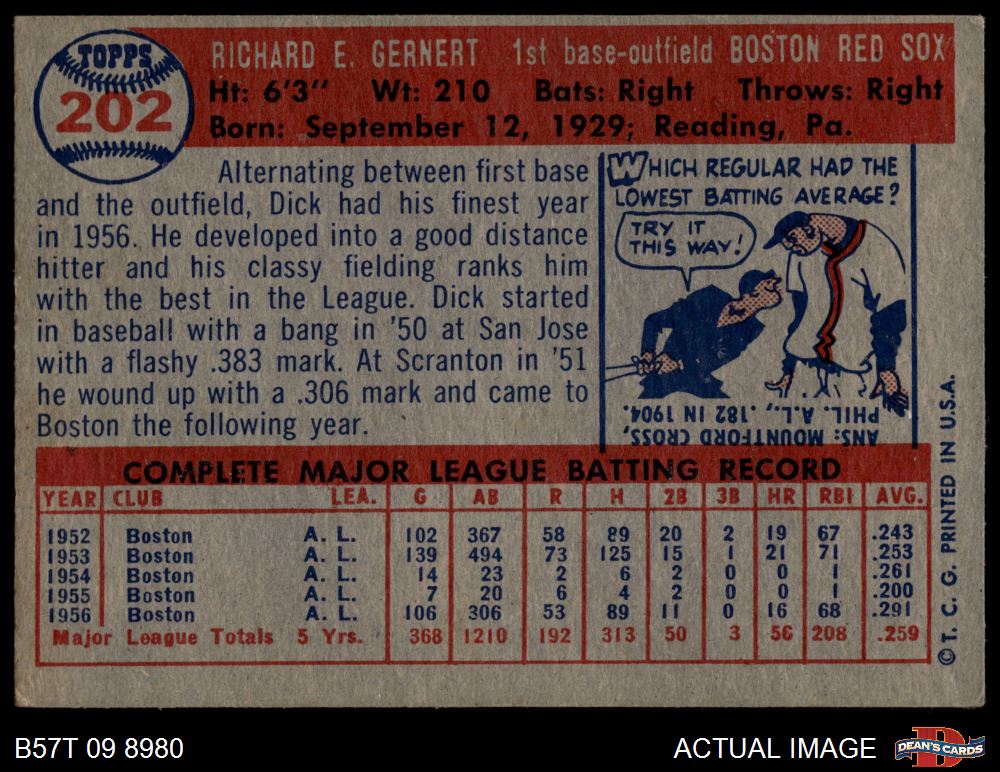 TOPPS
202
RICHARD E. GERNERT 1st base-outfield BOSTON RED SOX
Ht: 6'3" Wt: 210 Bats: Right Throws: Right
Born: September 12, 1929; Reading, Pa.
Alternating between first base
and the outfield, Dick had his finest year
in 1956. He developed into a good distance
hitter and his classy fielding ranks him
with the best in the League. Dick started
in baseball with a bang in '50 at San Jose
with a flashy .383 mark. At Scranton in '51
he wound up with a .306 mark and came to
Boston the following year.
WHICH REGULAR HAD THE
LOWEST BATTING AVERAGE?
TRY IT
THIS WAY!
ANS: MOUNTFORD CROSS,
PHIL. A.L., .182 IN 1904.
COMPLETE MAJOR LEAGUE BATTING RECORD
YEAR CLUB LEA. G AB R H 2B 3B HR RBI AVG.
1952 Boston A. L. 102 367 58 89 20 2 19 67 .243
1953 Boston A. L. 139 494 73 125 15 1 21 71 .253
1954 Boston A. L. 14 23 2 6 2 0 0 1 .261
1955 Boston A. L. 7 20 6 4 2 0 0 1 .200
1956 Boston A. L. 106 306 53 89 11 0 16 68 .291
Major League Totals 5 Yrs. 368 1210 192 313 50 3 56 208 .259
© T. C. G. PRINTED IN U.S.A.
B57T 09 8980
ACTUAL IMAGE
DEAN'S CARDS